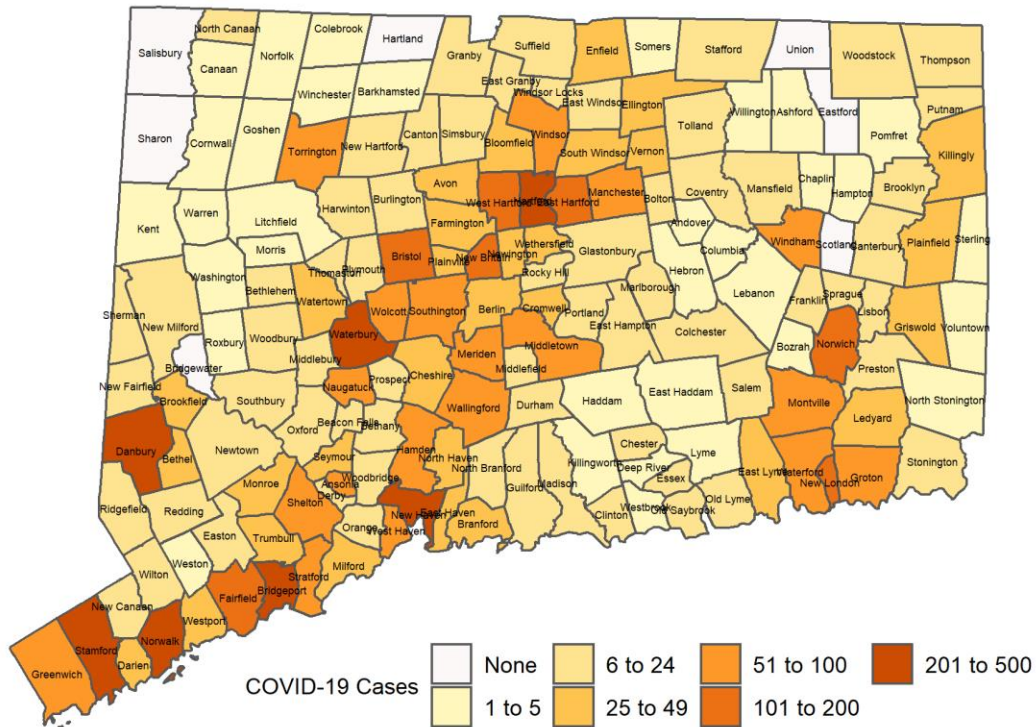 Colebrook
Hartland
North Canaan
Norfolk
Suffield
Enfield
Somers
Stafford
Union
Woodstock
Thompson
Salisbury
Canaan
Granby
East Granby
Windsor Locks
Winchester
Barkhamsted
East Windsor
Ellington
Willington
Ashford
Eastford
Putnam
Sharon
Cornwall
Goshen
Torrington
New Hartford
Canton
Simsbury
Bloomfield
Windsor
South Windsor
Vernon
Tolland
Pomfret
Killingly
Avon
West Hartford
Hartford
East Hartford
Manchester
Bolton
Coventry
Mansfield
Chaplin
Hampton
Brooklyn
Kent
Warren
Litchfield
Harwinton
Burlington
Farmington
Andover
Windham
Scotland
Canterbury
Plainfield
Sterling
Morris
Bristol
Plainville
New Britain
Newington
Wethersfield
Glastonbury
Columbia
Hebron
Washington
Bethlehem
Thomaston
Plymouth
Rocky Hill
Marlborough
Lebanon
Franklin
Sprague
Lisbon
Griswold
Voluntown
Sherman
New Milford
Watertown
Wolcott
Southington
Berlin
Cromwell
Portland
East Hampton
Colchester
Roxbury
Woodbury
Waterbury
Middlebury
Meriden
Middletown
Middlefield
Bozrah
Norwich
Preston
Bridgewater
New Fairfield
Brookfield
Southbury
Naugatuck
Prospect
Cheshire
Wallingford
Durham
Haddam
East Haddam
Salem
Montville
Ledyard
North Stonington
Danbury
Bethel
Newtown
Oxford
Beacon Falls
Bethany
Hamden
North Haven
Seymour
Woodbridge
North Branford
Guilford
Madison
Killingworth
Chester
Deep River
Essex
Lyme
East Lyme
Waterford
New London
Groton
Stonington
Ridgefield
Redding
Monroe
Shelton
Ansonia
Derby
Orange
New Haven
East Haven
West Haven
Branford
Clinton
Westbrook
Old Saybrook
Old Lyme
Easton
Trumbull
Milford
Stratford
Wilton
Weston
Bridgeport
Fairfield
New Canaan
Norwalk
Westport
Greenwich
Stamford
Darien
COVID-19 Cases
None
1 to 5
6 to 24
25 to 49
51 to 100
101 to 200
201 to 500